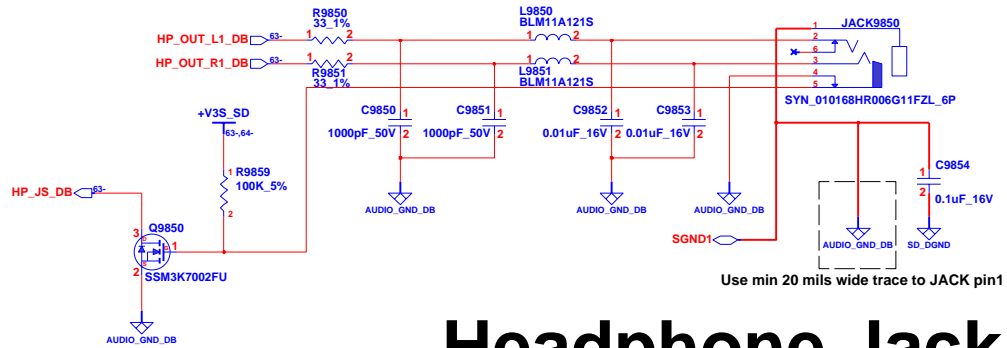 R9850
33_1%
L9850
BLM11A121S
JACK9850
HP_OUT_L1_DB 63-
1 2
1 2
1
2
6
3
4
5
HP_OUT_R1_DB 63-
1 2
1 2
R9851
33_1%
L9851
BLM11A121S
SYN_010168HR006G11FZL_6P
C9850 1
1000pF_50V 2
C9851 1
1000pF_50V 2
C9852 1
0.01uF_16V 2
C9853 1
0.01uF_16V 2
+V3S_SD
63-,64-
1
R9859
100K_5%
2
C9854
1
2
0.1uF_16V
HP_JS_DB 63-
AUDIO_GND_DB
AUDIO_GND_DB
AUDIO_GND_DB
Q9850
3 D
G 1
S
2
SSM3K7002FU
SGND1
AUDIO_GND_DB
SD_DGND
Use min 20 mils wide trace to JACK pin1
AUDIO_GND_DB
Headphone Jack